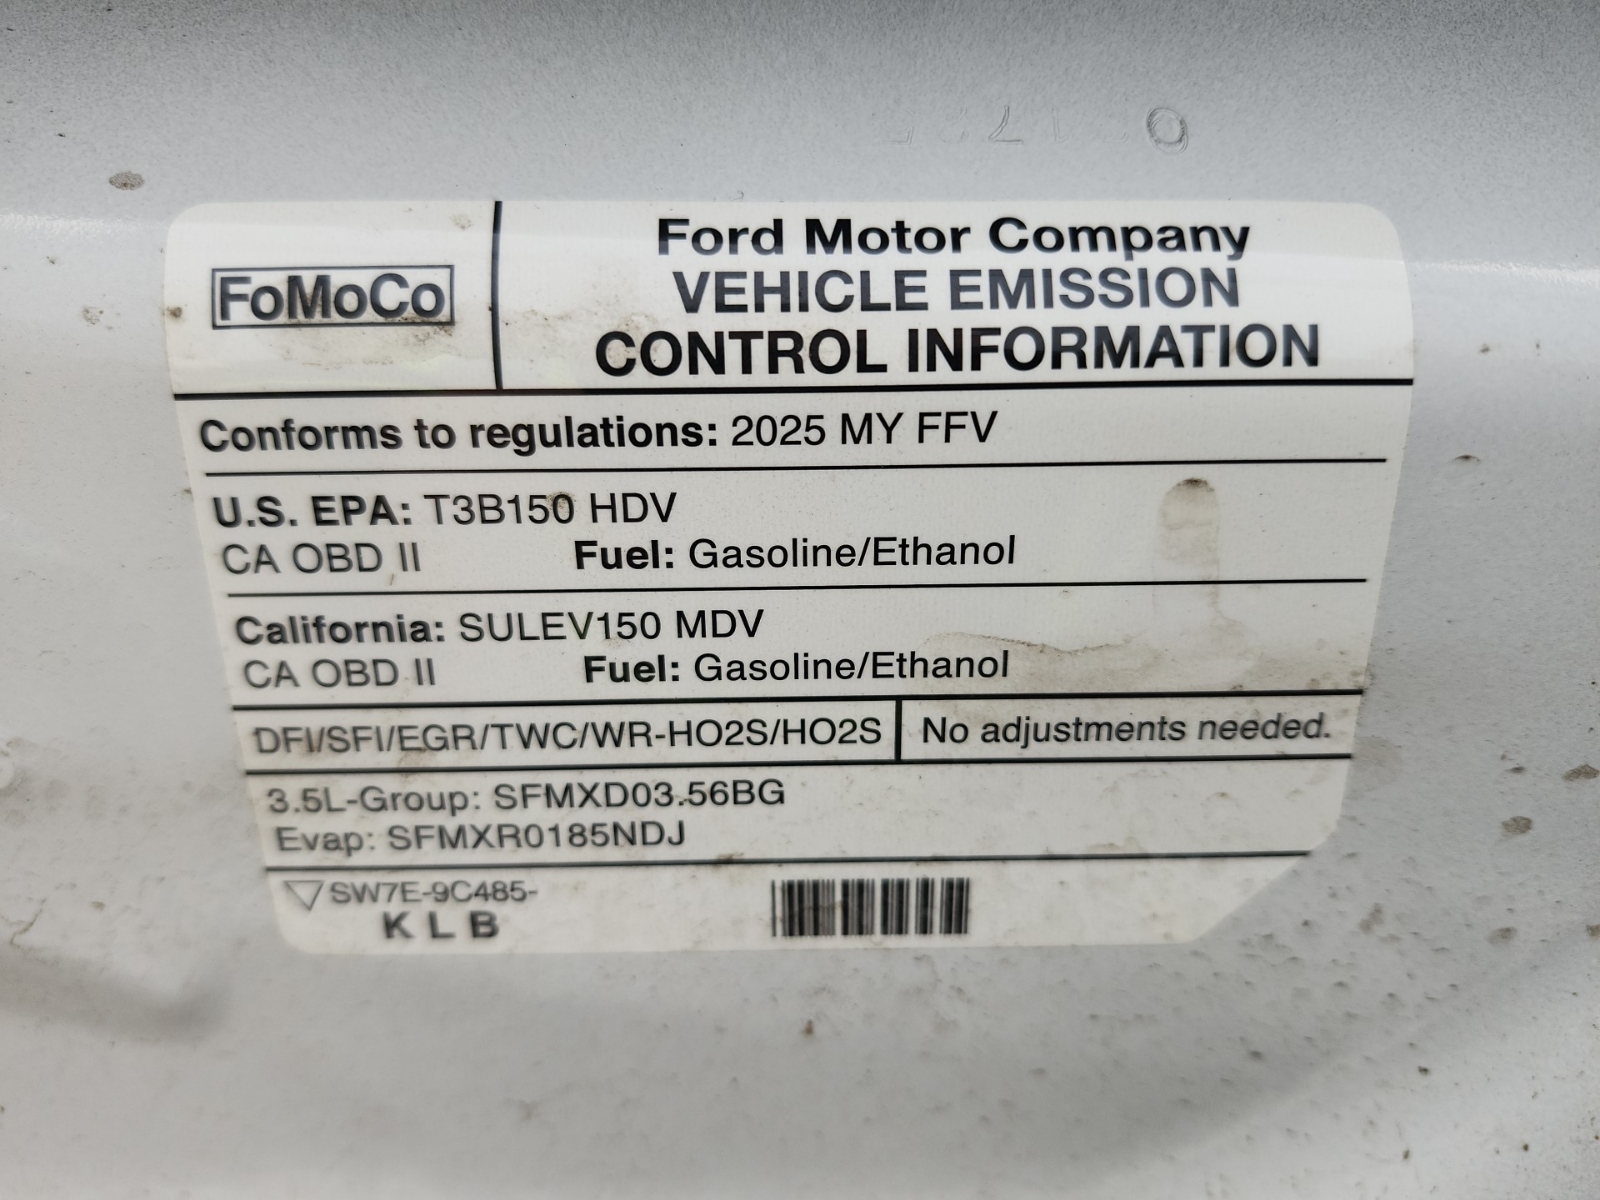 FoMoCo
Ford Motor Company
VEHICLE EMISSION
CONTROL INFORMATION
Conforms to regulations: 2025 MY FFV
U.S. EPA: T3B150 HDV
CA OBD II Fuel: Gasoline/Ethanol
California: SULEV150 MDV
CA OBD II Fuel: Gasoline/Ethanol
DFI/SFI/EGR/TWC/WR-HO2S/HO2S No adjustments needed.
3.5L-Group: SFMXD03.56BG
Evap: SFMXR0185NDJ
SW7E-9C485-
K L B